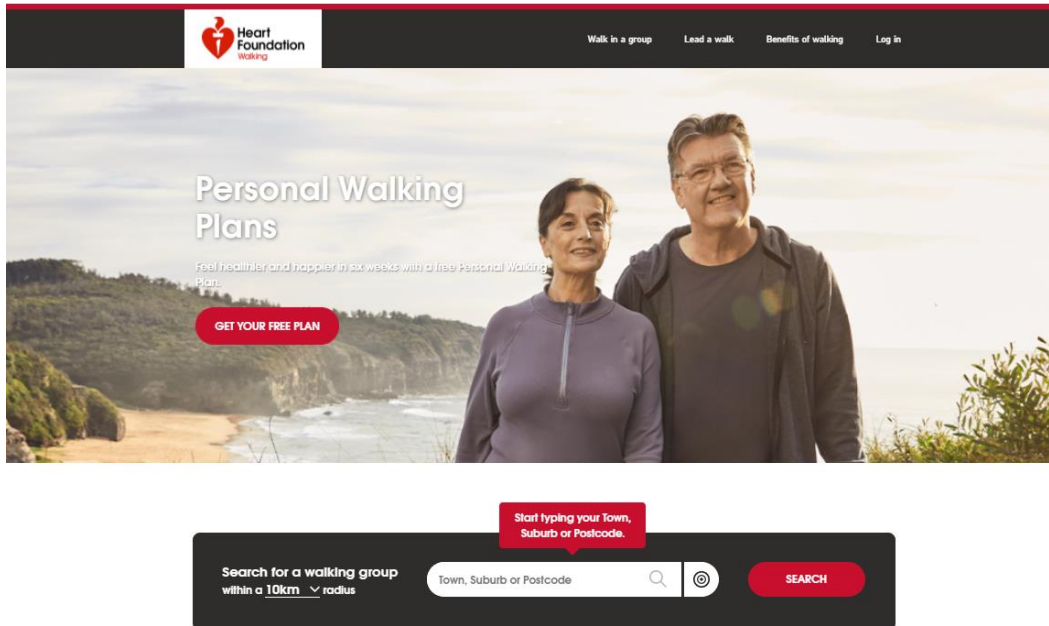 Heart
Foundation
Walking
Walk in a group
Lead a walk
Benefits of walking
Log in
Personal Walking
Plans
Feel healthier and happier in six weeks with a free Personal Walking
Plan.
GET YOUR FREE PLAN
Start typing your Town,
Suburb or Postcode.
Search for a walking group
within a 10km radius
Town, Suburb or Postcode
SEARCH